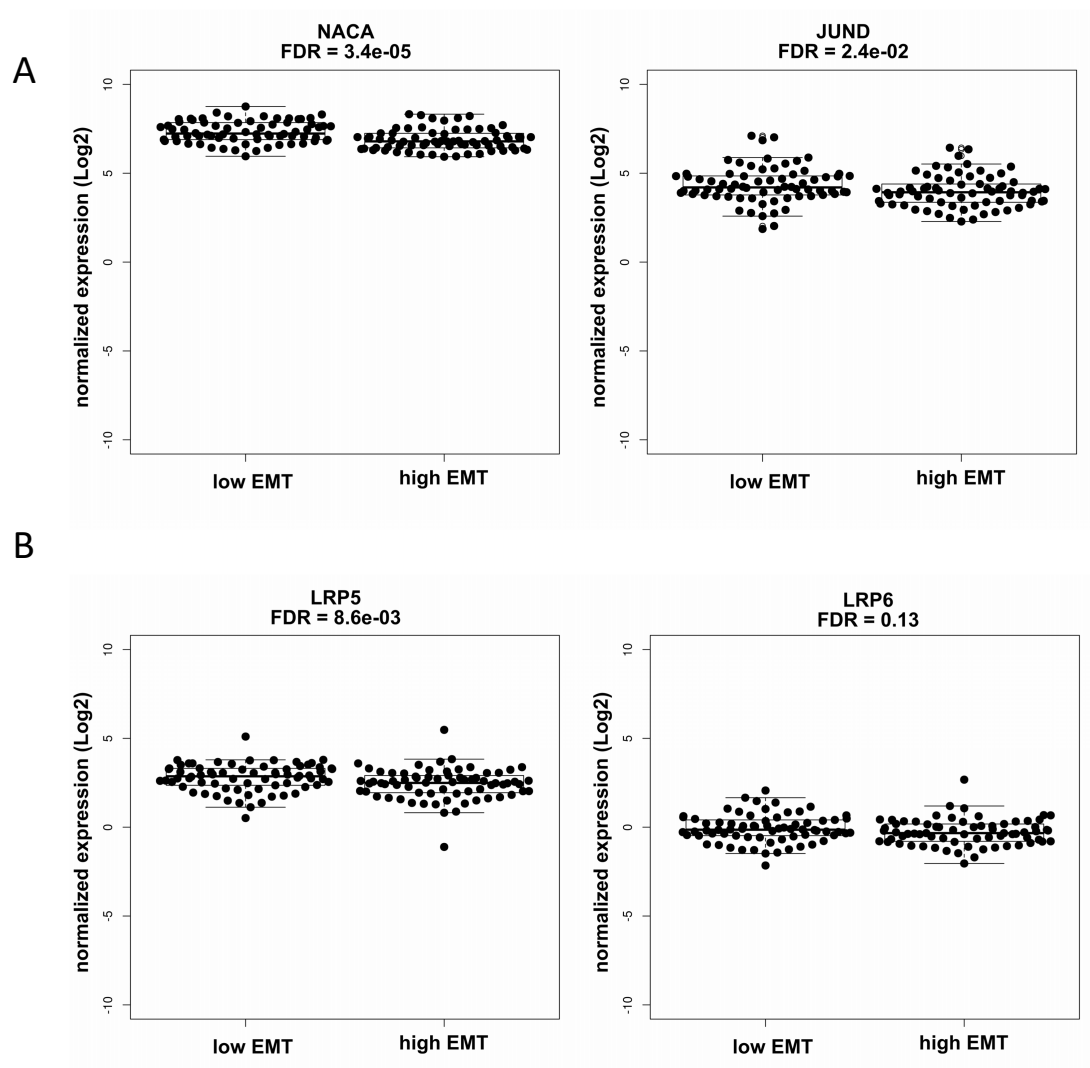 A
NACA
FDR = 3.4e-05
normalized expression (Log2)
10
5
0
-5
-10
low EMT
high EMT
JUND
FDR = 2.4e-02
normalized expression (Log2)
10
5
0
-5
-10
low EMT
high EMT
B
LRP5
FDR = 8.6e-03
normalized expression (Log2)
10
5
0
-5
-10
low EMT
high EMT
LRP6
FDR = 0.13
normalized expression (Log2)
10
5
0
-5
-10
low EMT
high EMT